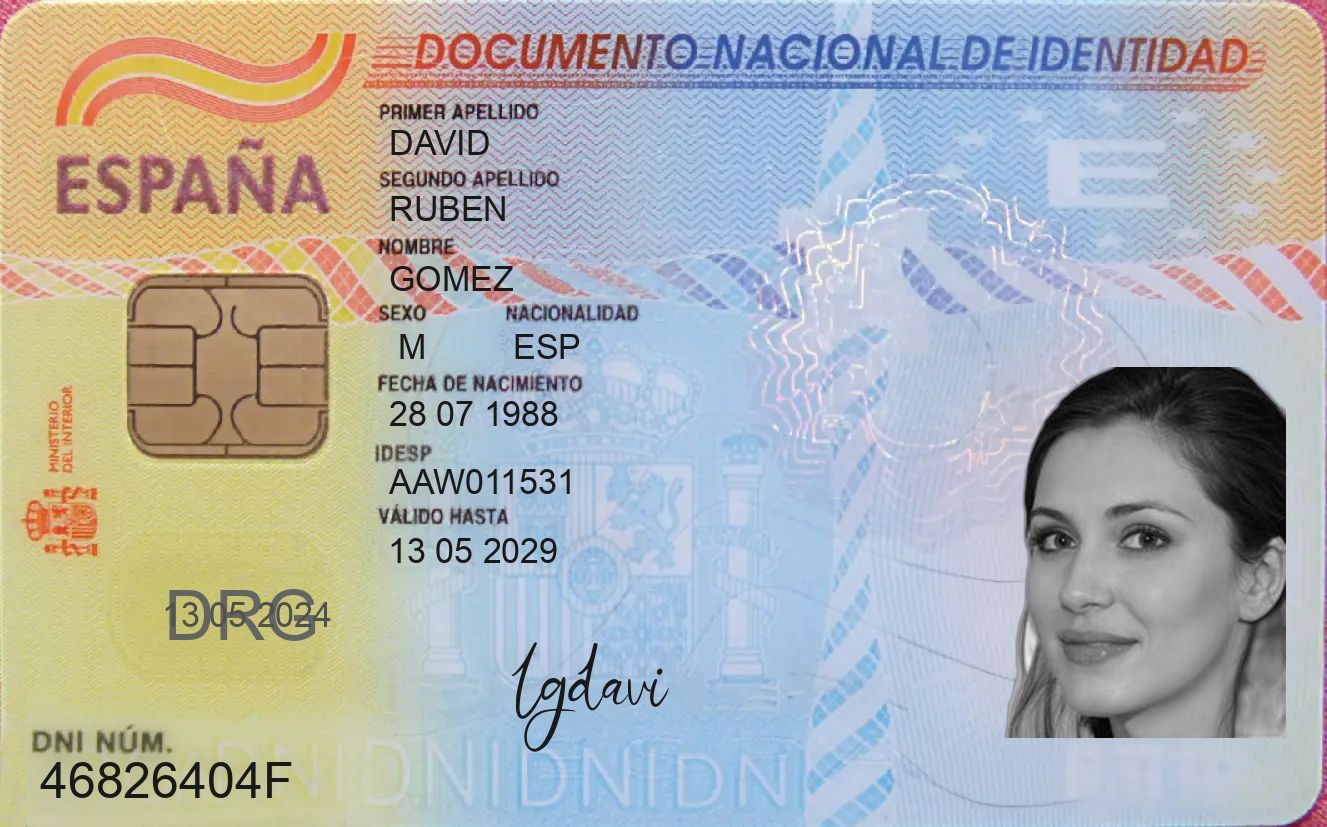 DOCUMENTO NACIONAL DE IDENTIDAD
ESPAÑA
PRIMER APELLIDO
DAVID
SEGUNDO APELLIDO
RUBEN
NOMBRE
GOMEZ
SEXO NACIONALIDAD
M ESP
FECHA DE NACIMIENTO
28 07 1988
IDESP
AAW011531
VÁLIDO HASTA
13 05 2029
MINISTERIO
DEL INTERIOR
E
13 05 2024
DRG
lgdavi
DNI NÚM.
46826404F
DNIDNIDNIDNI